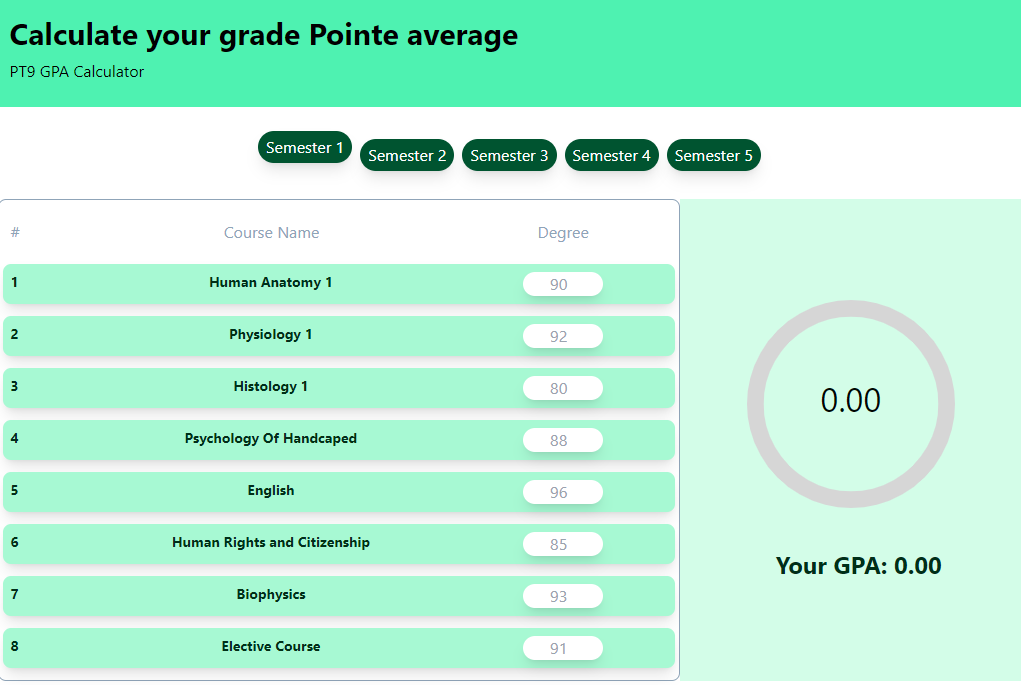 Calculate your grade Pointe average
PT9 GPA Calculator
Semester 1 Semester 2 Semester 3 Semester 4 Semester 5
# Course Name Degree
1 Human Anatomy 1 90
2 Physiology 1 92
3 Histology 1 80
4 Psychology Of Handcaped 88
5 English 96
6 Human Rights and Citizenship 85
7 Biophysics 93
8 Elective Course 91
0.00
Your GPA: 0.00